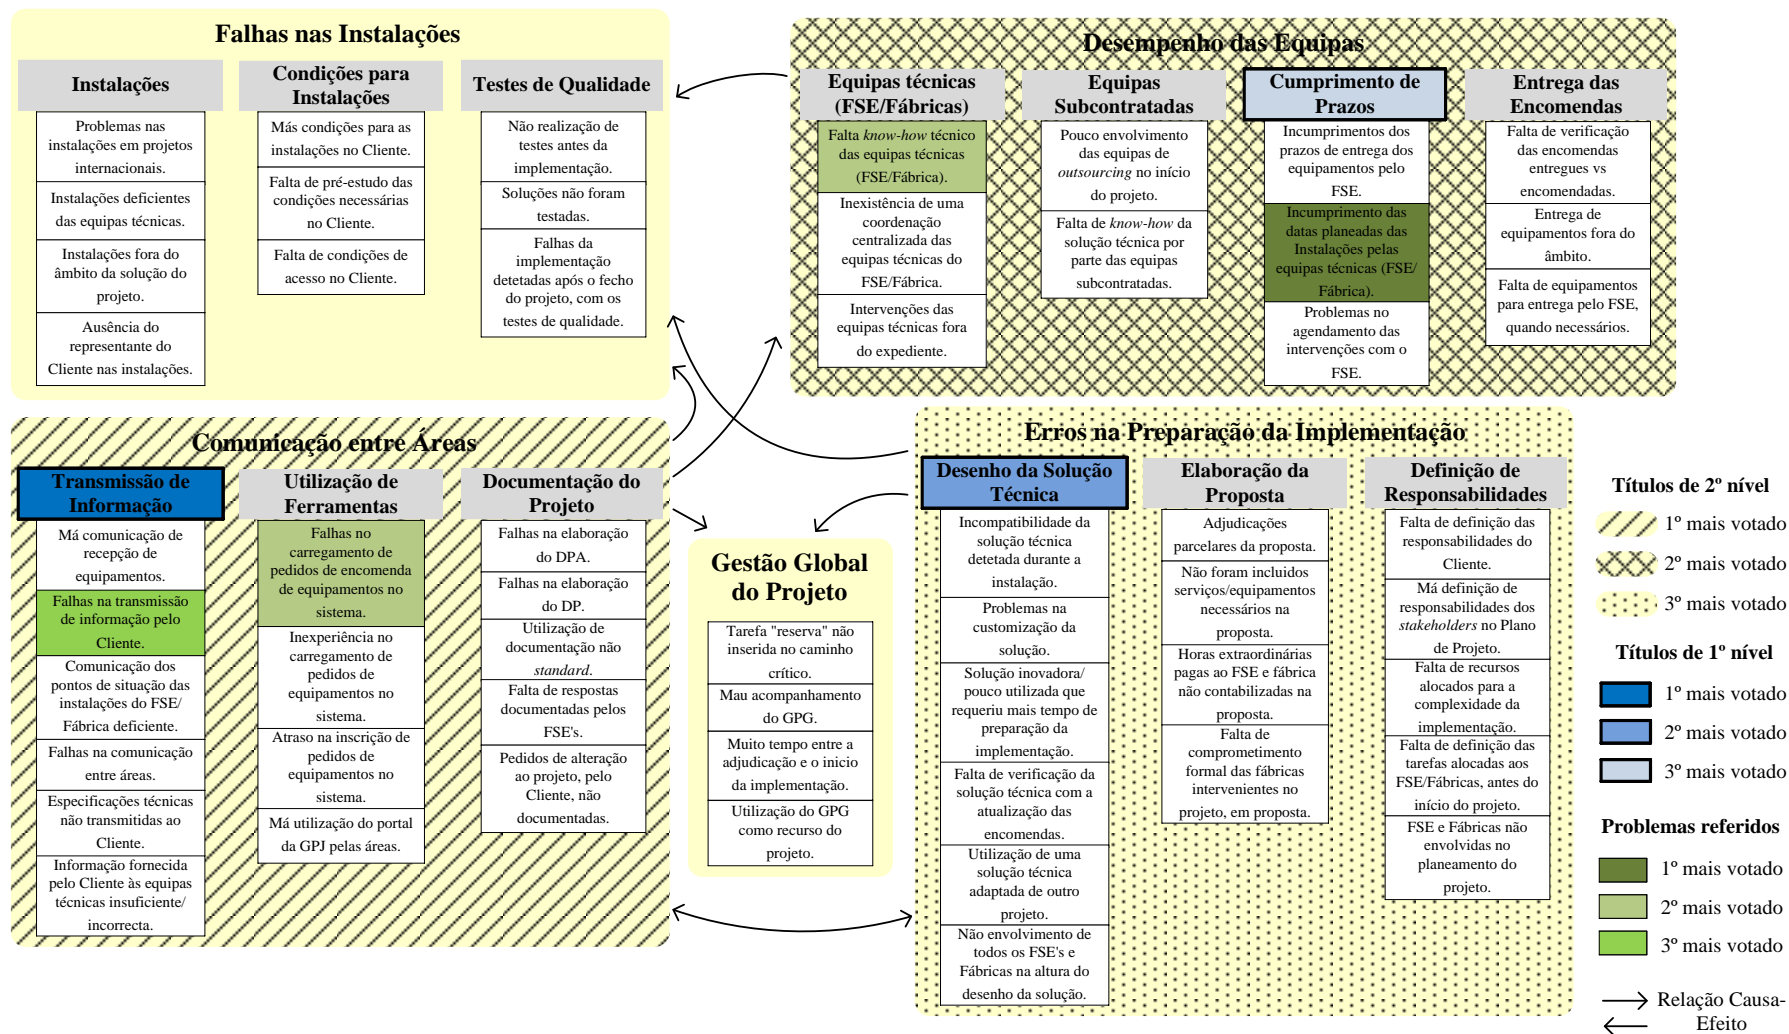 Falhas nas Instalações
Instalações
Problemas nas
instalações em projetos
internacionais.
Instalações deficientes
das equipas técnicas.
Instalações fora do
âmbito da solução do
projeto.
Ausência do
representante do
Cliente nas instalações.
Condições para
Instalações
Más condições para as
instalações no Cliente.
Falta de pré-estudo das
condições necessárias
no Cliente.
Falta de condições de
acesso no Cliente.
Testes de Qualidade
Não realização de
testes antes da
implementação.
Soluções não foram
testadas.
Falhas da
implementação
detetadas após o fecho
do projeto, com os
testes de qualidade.
Desempenho das Equipas
Equipas técnicas
(FSE/Fábricas)
Falta know-how técnico
das equipas técnicas
(FSE/Fábrica).
Inexistência de uma
coordenação
centralizada das
equipas técnicas do
FSE/Fábrica.
Intervenções das
equipas técnicas fora
do expediente.
Equipas
Subcontratadas
Pouco envolvimento
das equipas de
outsourcing no início
do projeto.
Falta de know-how da
solução técnica por
parte das equipas
subcontratadas.
Cumprimento de
Prazos
Incumprimentos dos
prazos de entrega dos
equipamentos pelo
FSE.
Incumprimento das
datas planeadas das
Instalações pelas
equipas técnicas (FSE/
Fábrica).
Problemas no
agendamento das
intervenções com o
FSE.
Entrega das
Encomendas
Falta de verificação
das encomendas
entregues vs
encomendadas.
Entrega de
equipamentos fora do
âmbito.
Falta de equipamentos
para entrega pelo FSE,
quando necessários.
Comunicação entre Áreas
Transmissão de
Informação
Má comunicação de
recepção de
equipamentos.
Falhas na transmissão
de informação pelo
Cliente.
Comunicação dos
pontos de situação das
instalações do FSE/
Fábrica deficiente.
Falhas na comunicação
entre áreas.
Especificações técnicas
não transmitidas ao
Cliente.
Informação fornecida
pelo Cliente às equipas
técnicas insuficiente/
incorrecta.
Utilização de
Ferramentas
Falhas no
carregamento de
pedidos de encomenda
de equipamentos no
sistema.
Inexperiência no
carregamento de
pedidos de
equipamentos no
sistema.
Atraso na inscrição de
pedidos de
equipamentos no
sistema.
Má utilização do portal
da GPJ pelas áreas.
Documentação do
Projeto
Falhas na elaboração
do DPA.
Falhas na elaboração
do DP.
Utilização de
documentação não
standard.
Falta de respostas
documentadas pelos
FSE's.
Pedidos de alteração
ao projeto, pelo
Cliente, não
documentadas.
Gestão Global
do Projeto
Tarefa "reserva" não
inserida no caminho
crítico.
Mau acompanhamento
do GPG.
Muito tempo entre a
adjudicação e o inicio
da implementação.
Utilização do GPG
como recurso do
projeto.
Erros na Preparação da Implementação
Desenho da Solução
Técnica
Incompatibilidade da
solução técnica
detetada durante a
instalação.
Problemas na
customização da
solução.
Solução inovadora/
pouco utilizada que
requeriu mais tempo de
preparação da
implementação.
Falta de verificação da
solução técnica com a
atualização das
encomendas.
Utilização de uma
solução técnica
adaptada de outro
projeto.
Não envolvimento de
todos os FSE's e
Fábricas na altura do
desenho da solução.
Elaboração da
Proposta
Adjudicações
parcelares da proposta.
Não foram incluidos
serviços/equipamentos
necessários na
proposta.
Horas extraordinárias
pagas ao FSE e fábrica
não contabilizadas na
proposta.
Falta de
comprometimento
formal das fábricas
intervenientes no
projeto, em proposta.
Definição de
Responsabilidades
Falta de definição das
responsabilidades do
Cliente.
Má definição de
responsabilidades dos
stakeholders no Plano
de Projeto.
Falta de recursos
alocados para a
complexidade da
implementação.
Falta de definição das
tarefas alocadas aos
FSE/Fábricas, antes do
início do projeto.
FSE e Fábricas não
envolvidas no
planeamento do
projeto.
Títulos de 2º nível
1º mais votado
2º mais votado
3º mais votado
Títulos de 1º nível
1º mais votado
2º mais votado
3º mais votado
Problemas referidos
1º mais votado
2º mais votado
3º mais votado
Relação Causa-
Efeito